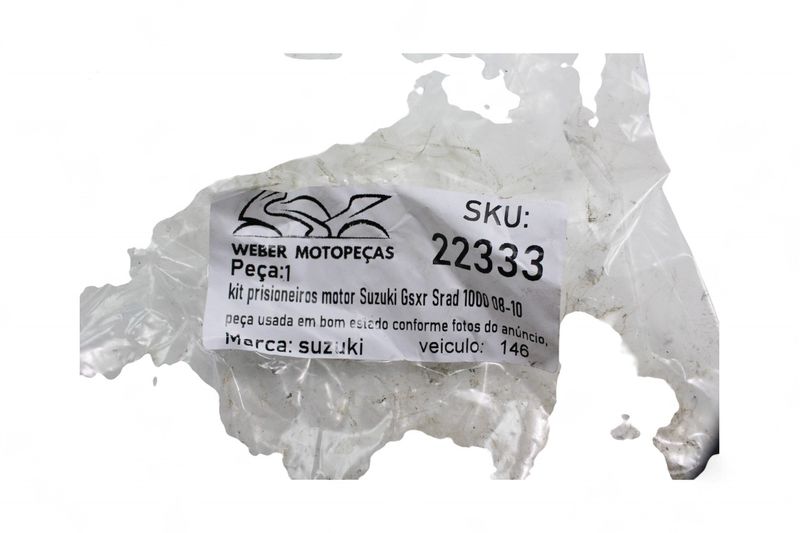 WEBER MOTOPEÇAS
SKU:
22333
Peça:1
kit prisioneiros motor Suzuki Gsxr Srad 1000 08-10
peça usada em bom estado conforme fotos do anúncio.
Marca: suzuki veiculo: 146